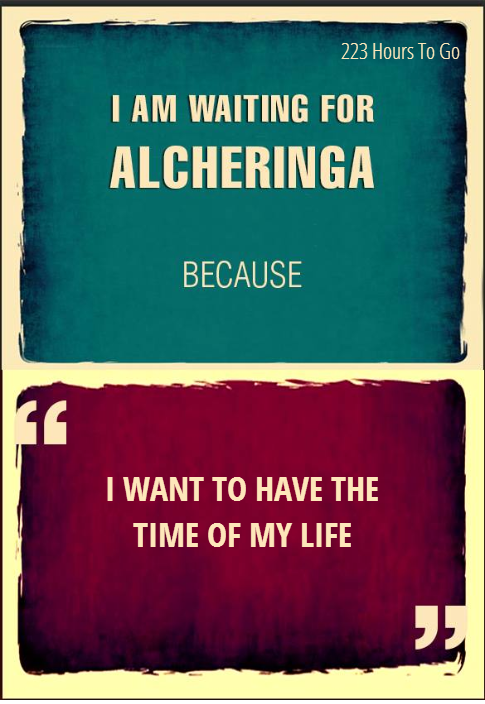 223 Hours To Go
I AM WAITING FOR
ALCHERINGA
BECAUSE
“
I WANT TO HAVE THE
TIME OF MY LIFE
”